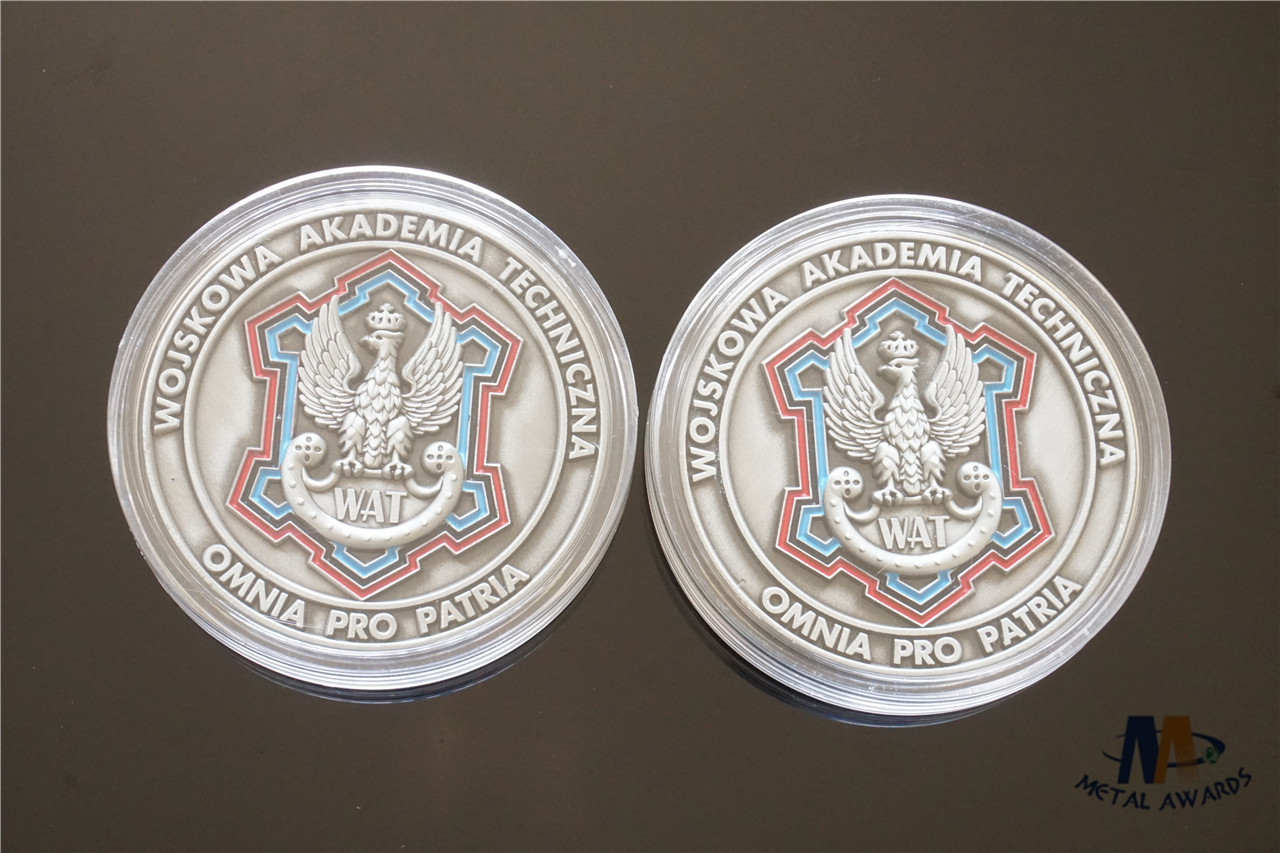 WOJSKOWA AKADEMIA TECHNICZNA
WAT
OMNIA PRO PATRIA
WOJSKOWA AKADEMIA TECHNICZNA
WAT
OMNIA PRO PATRIA
METAL AWARDS